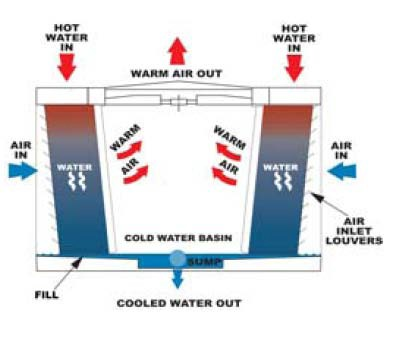 HOT
WATER
IN
HOT
WATER
IN
WARM AIR OUT
AIR
IN
WARM
AIR
WARM
AIR
AIR
IN
WATER
WATER
AIR
INLET
LOUVERS
COLD WATER BASIN
SUMP
FILL
COOLED WATER OUT